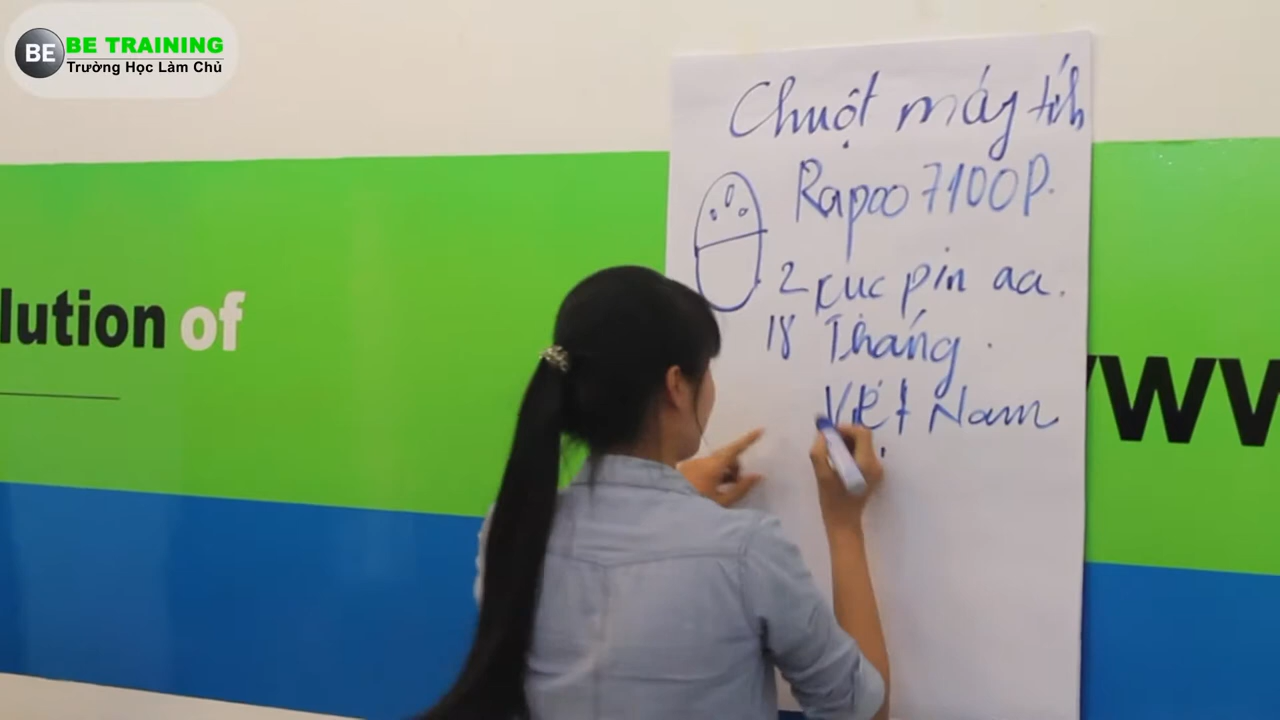 BE BE TRAINING
Trường Học Làm Chủ
Chuột máy tính
Rapoo 7100P.
2 cục pin aa.
18 Tháng.
Việt Nam
lution of